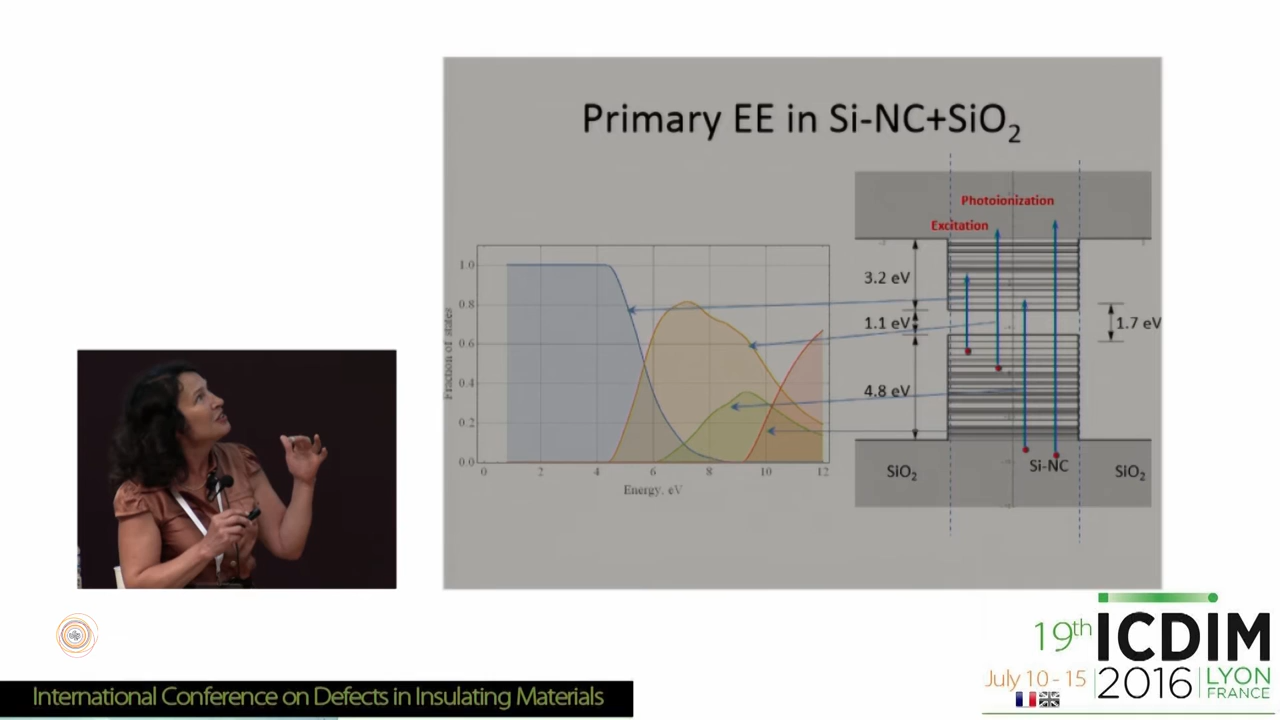 Primary EE in Si-NC+SiO₂
Photoionization
Excitation
3.2 eV
1.1 eV
1.7 eV
4.8 eV
SiO₂
Si-NC
SiO₂
Fraction of states
1.0
0.8
0.6
0.4
0.2
0.0
0 2 4 6 8 10 12
Energy, eV
19th ICDIM
July 10 - 15 2016 LYON
FRANCE
International Conference on Defects in Insulating Materials